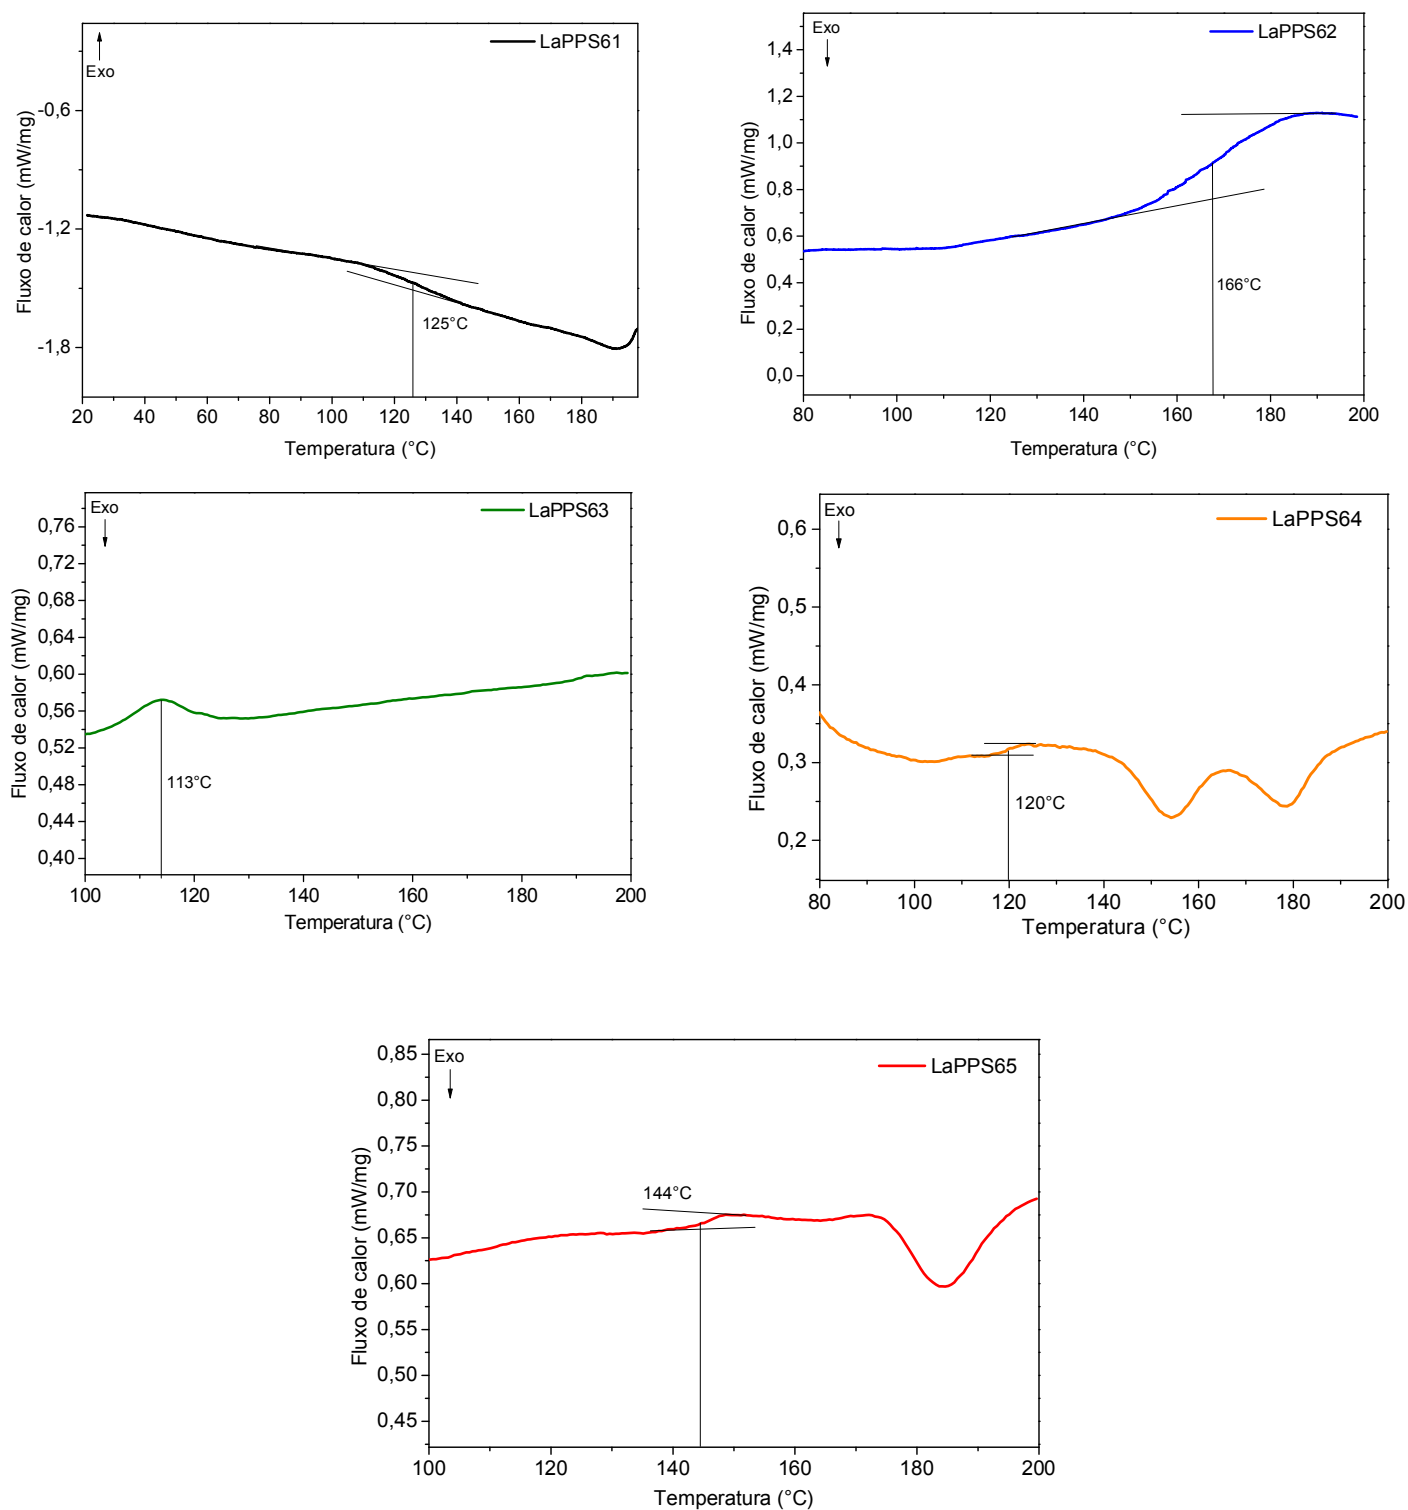 LaPPS61
Exo
-0,6
-1,2
-1,8
125°C
20 40 60 80 100 120 140 160 180
Temperatura (°C)
Fluxo de calor (mW/mg)
LaPPS62
Exo
1,4
1,2
1,0
0,8
0,6
0,4
0,2
0,0
166°C
80 100 120 140 160 180 200
Temperatura (°C)
Fluxo de calor (mW/mg)
LaPPS63
Exo
0,76
0,72
0,68
0,64
0,60
0,56
0,52
0,48
0,44
0,40
113°C
100 120 140 160 180 200
Temperatura (°C)
Fluxo de calor (mW/mg)
LaPPS64
Exo
0,6
0,5
0,4
0,3
0,2
120°C
80 100 120 140 160 180 200
Temperatura (°C)
Fluxo de calor (mW/mg)
LaPPS65
Exo
0,85
0,80
0,75
0,70
0,65
0,60
0,55
0,50
0,45
144°C
100 120 140 160 180 200
Temperatura (°C)
Fluxo de calor (mW/mg)